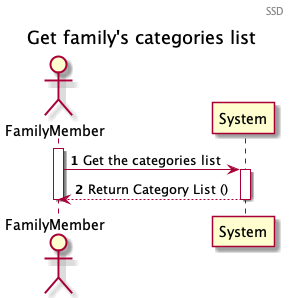 SSD
Get family's categories list
FamilyMember
System
1 Get the categories list
2 Return Category List ()
FamilyMember
System